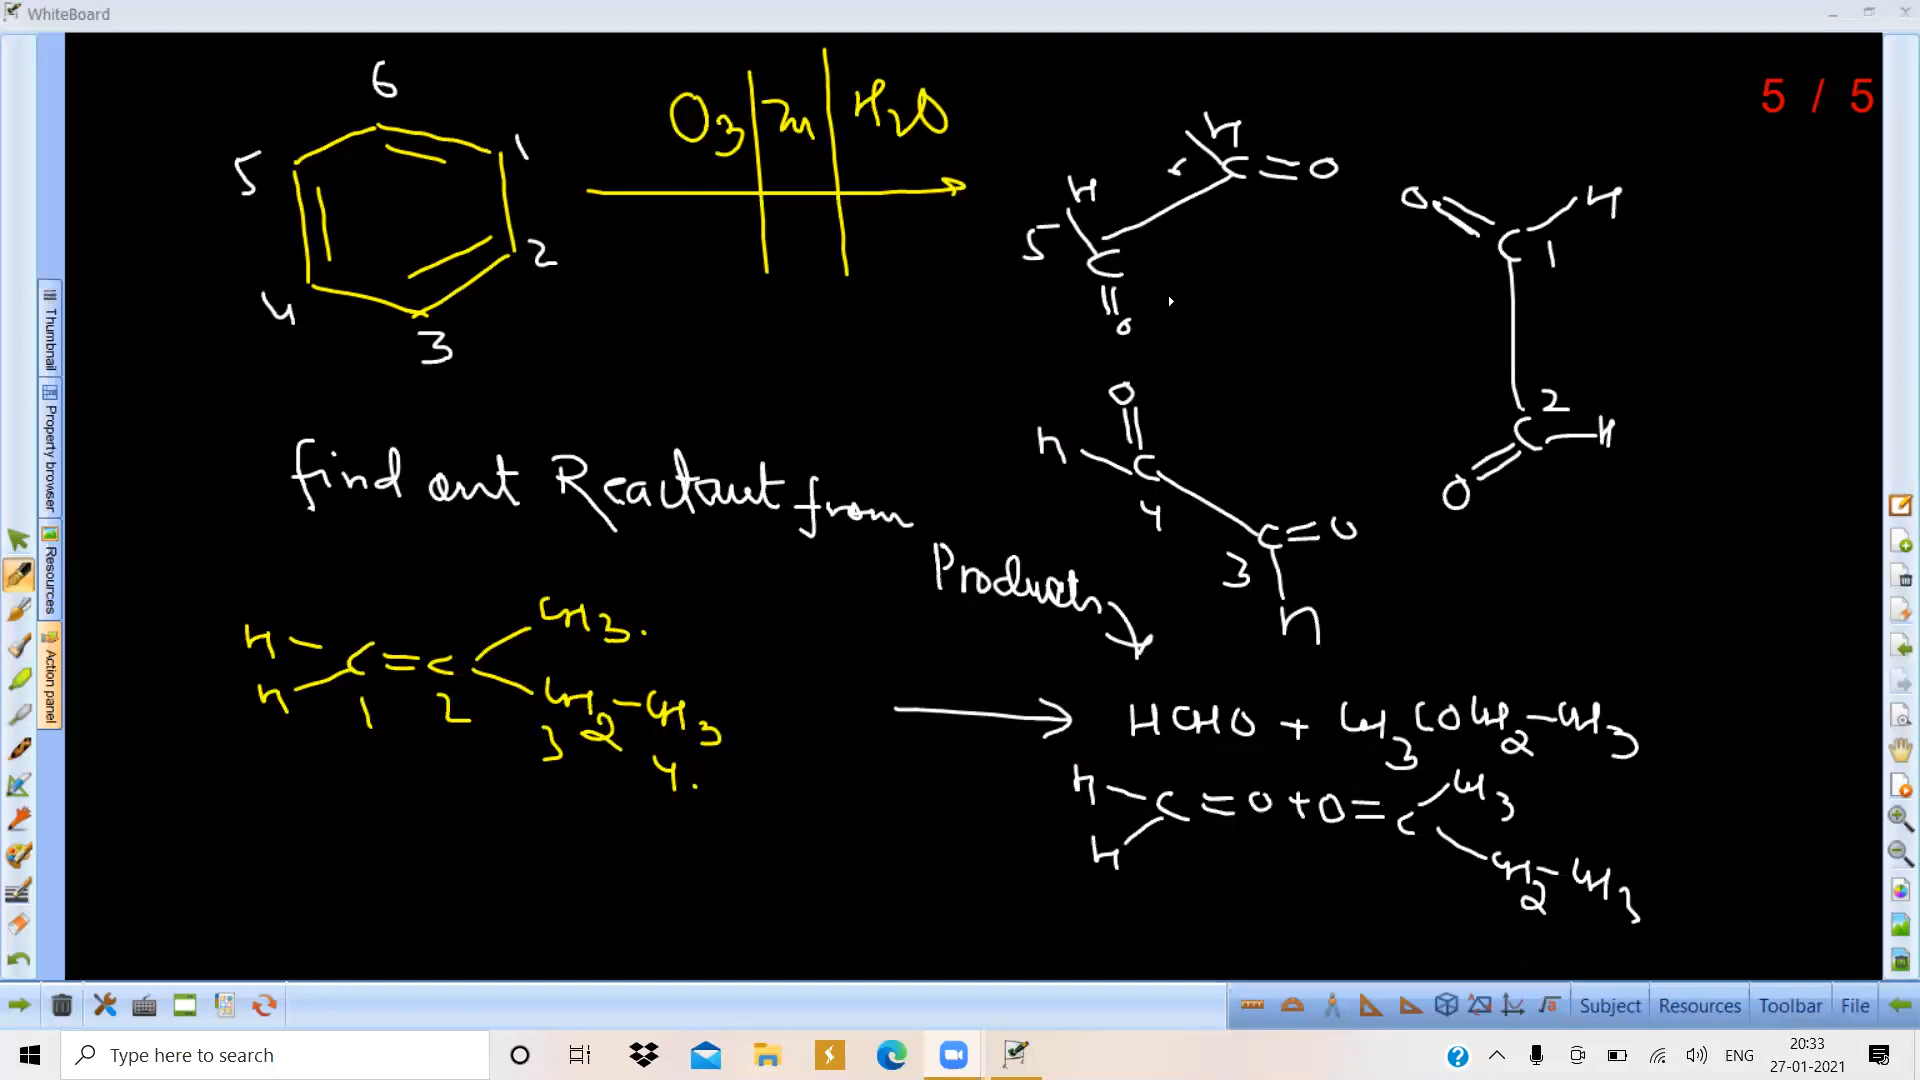 WhiteBoard
5 / 5
6
5
1
2
4
3
O3 Zn H2O
H
C=O
H
5
C
O
O
H
C
1
2
C-H
O
O
H
C
4
C=O
3
H
find out Reactant from
Products
H
H
C=C
1
2
CH3.
CH2-CH3
3
4.
HCHO + CH3COCH2-CH3
H
H
C=O+O=C
CH3
CH2-CH3
Thumbnail
Property browser
Resources
Action panel
Subject
Resources
Toolbar
File
Type here to search
ENG
20:33
27-01-2021